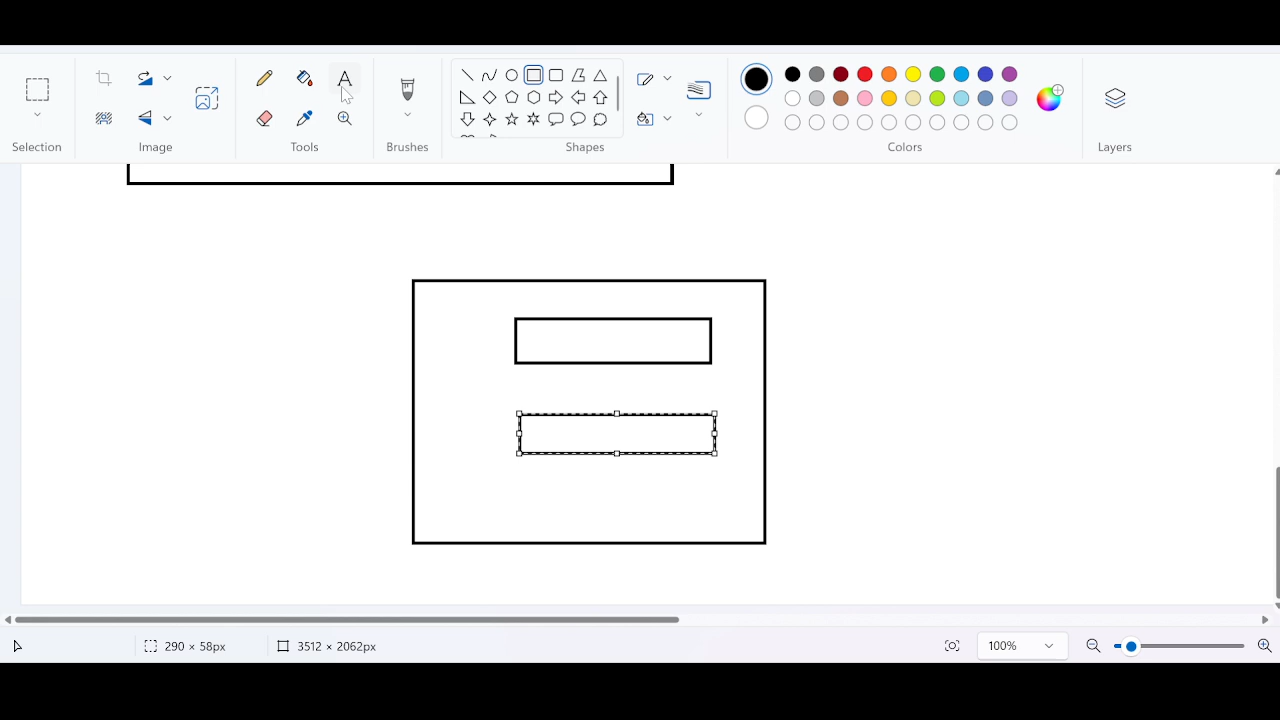 A
Selection
Image
Tools
Brushes
Shapes
Colors
Layers
290 × 58px
3512 × 2062px
100%